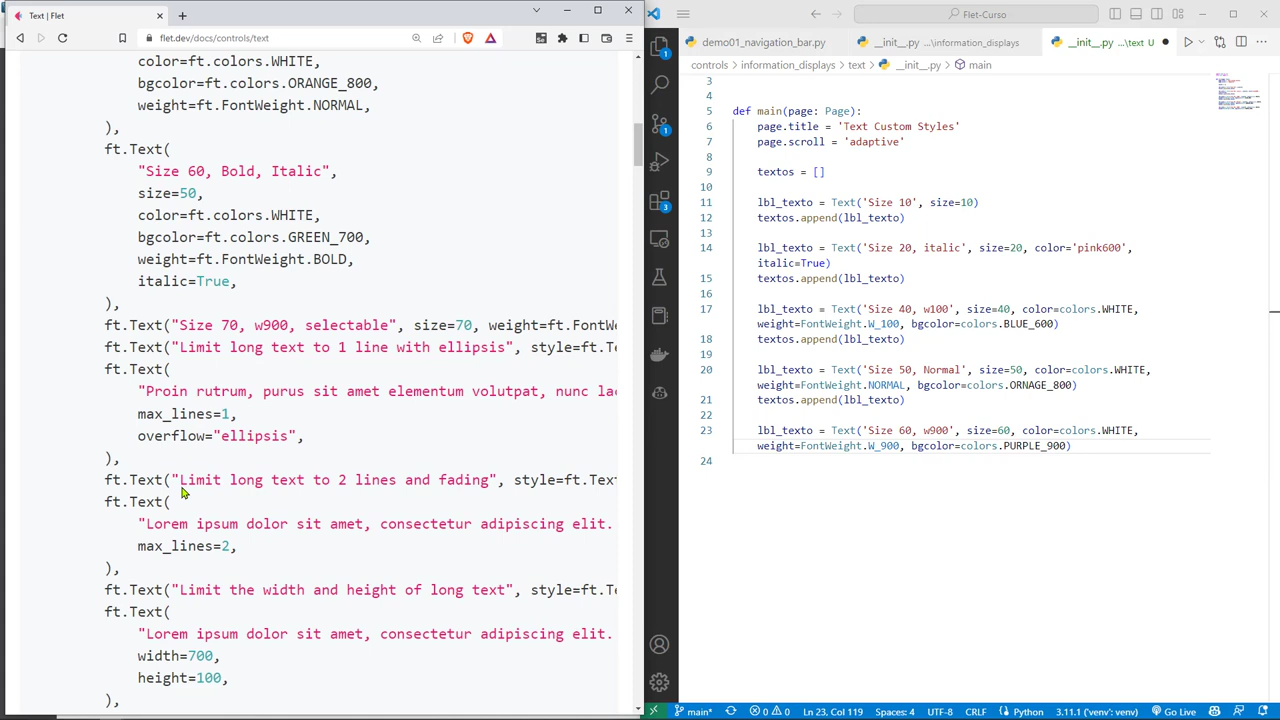 Text | Flet
flet.dev/docs/controls/text
color=ft.colors.WHITE,
bgcolor=ft.colors.ORANGE_800,
weight=ft.FontWeight.NORMAL,
),
ft.Text(
"Size 60, Bold, Italic",
size=50,
color=ft.colors.WHITE,
bgcolor=ft.colors.GREEN_700,
weight=ft.FontWeight.BOLD,
italic=True,
),
ft.Text("Size 70, w900, selectable", size=70, weight=ft.FontWe
ft.Text("Limit long text to 1 line with ellipsis", style=ft.Te
ft.Text(
"Proin rutrum, purus sit amet elementum volutpat, nunc lac
max_lines=1,
overflow="ellipsis",
),
ft.Text("Limit long text to 2 lines and fading", style=ft.Text
ft.Text(
"Lorem ipsum dolor sit amet, consectetur adipiscing elit.
max_lines=2,
),
ft.Text("Limit the width and height of long text", style=ft.Te
ft.Text(
"Lorem ipsum dolor sit amet, consectetur adipiscing elit.
width=700,
height=100,
),
Flet-Curso
demo01_navigation_bar.py
__init__.py ...\information_displays
__init__.py ...\text U
controls > information_displays > text > __init__.py > main
3
4
5 def main(page: Page):
6 page.title = 'Text Custom Styles'
7 page.scroll = 'adaptive'
8
9 textos = []
10
11 lbl_texto = Text('Size 10', size=10)
12 textos.append(lbl_texto)
13
14 lbl_texto = Text('Size 20, italic', size=20, color='pink600',
italic=True)
15 textos.append(lbl_texto)
16
17 lbl_texto = Text('Size 40, w100', size=40, color=colors.WHITE,
weight=FontWeight.W_100, bgcolor=colors.BLUE_600)
18 textos.append(lbl_texto)
19
20 lbl_texto = Text('Size 50, Normal', size=50, color=colors.WHITE,
weight=FontWeight.NORMAL, bgcolor=colors.ORNAGE_800)
21 textos.append(lbl_texto)
22
23 lbl_texto = Text('Size 60, w900', size=60, color=colors.WHITE,
weight=FontWeight.W_900, bgcolor=colors.PURPLE_900)
24
1
1
3
main*
0
0
Ln 23, Col 119
Spaces: 4
UTF-8
CRLF
Python
3.11.1 ('venv': venv)
Go Live